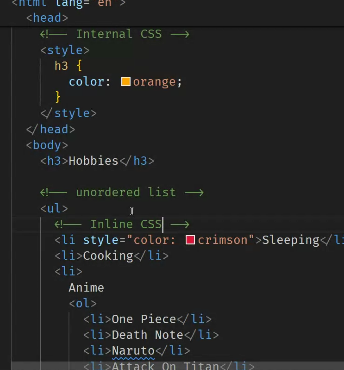 <html lang="en">
<head>
<!-- Internal CSS -->
<style>
h3 {
color: orange;
}
</style>
</head>
<body>
<h3>Hobbies</h3>
<!-- unordered list -->
<ul>
<!-- Inline CSS -->
<li style="color: crimson">Sleeping</li
<li>Cooking</li>
<li>
Anime
<ol>
<li>One Piece</li>
<li>Death Note</li>
<li>Naruto</li>
<li>Attack On Titan</li>